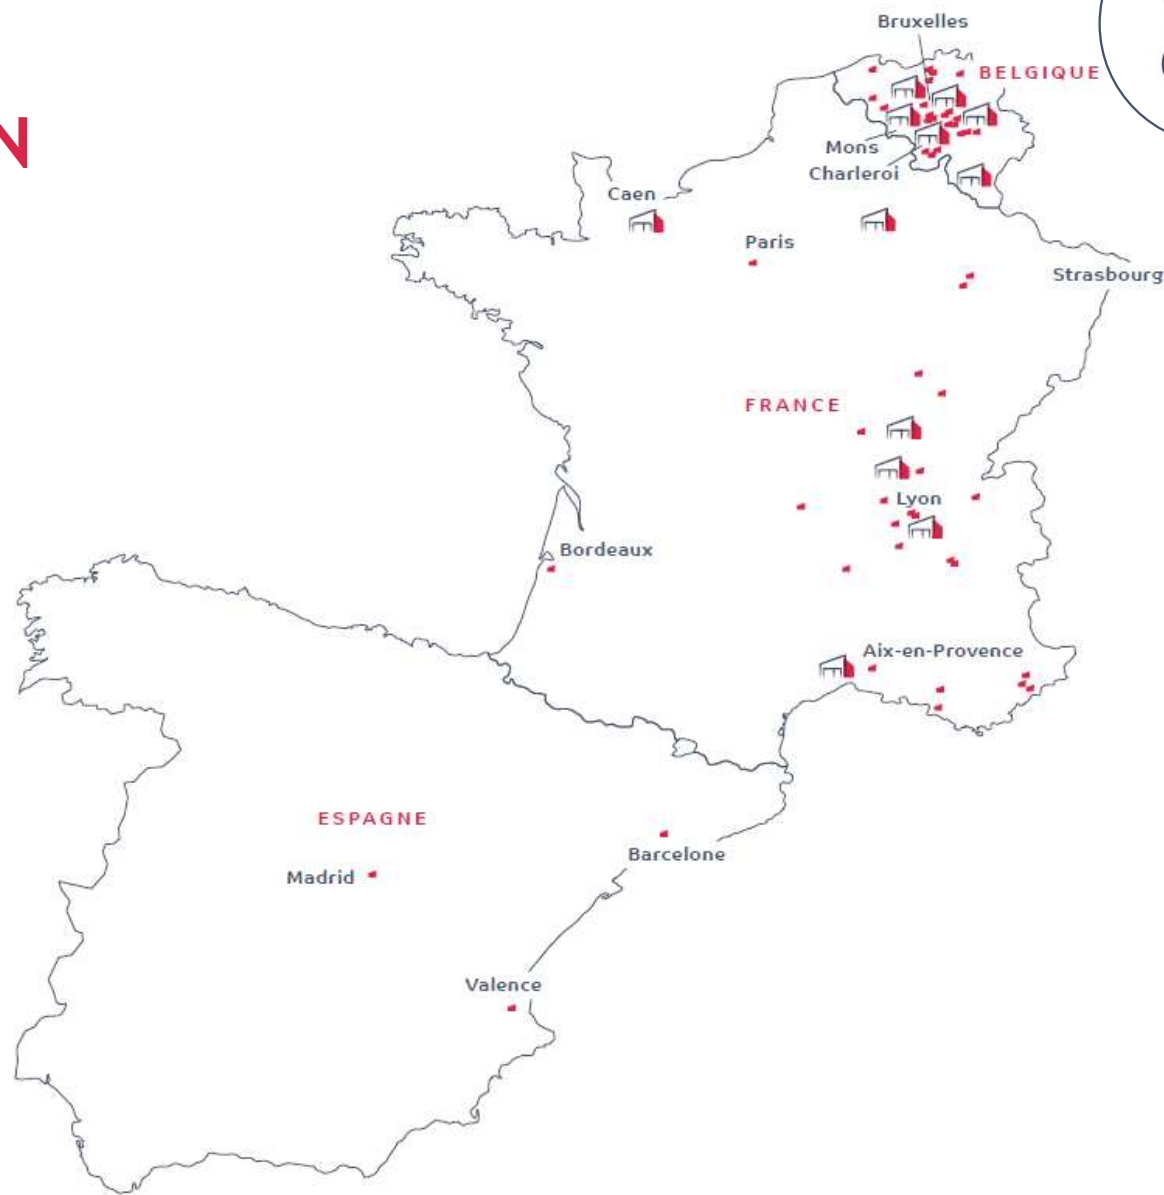 Bruxelles
BELGIQUE
N
Mons
Charleroi
Caen
Paris
Strasbourg
FRANCE
Lyon
Bordeaux
Aix-en-Provence
ESPAGNE
Barcelone
Madrid
Valence